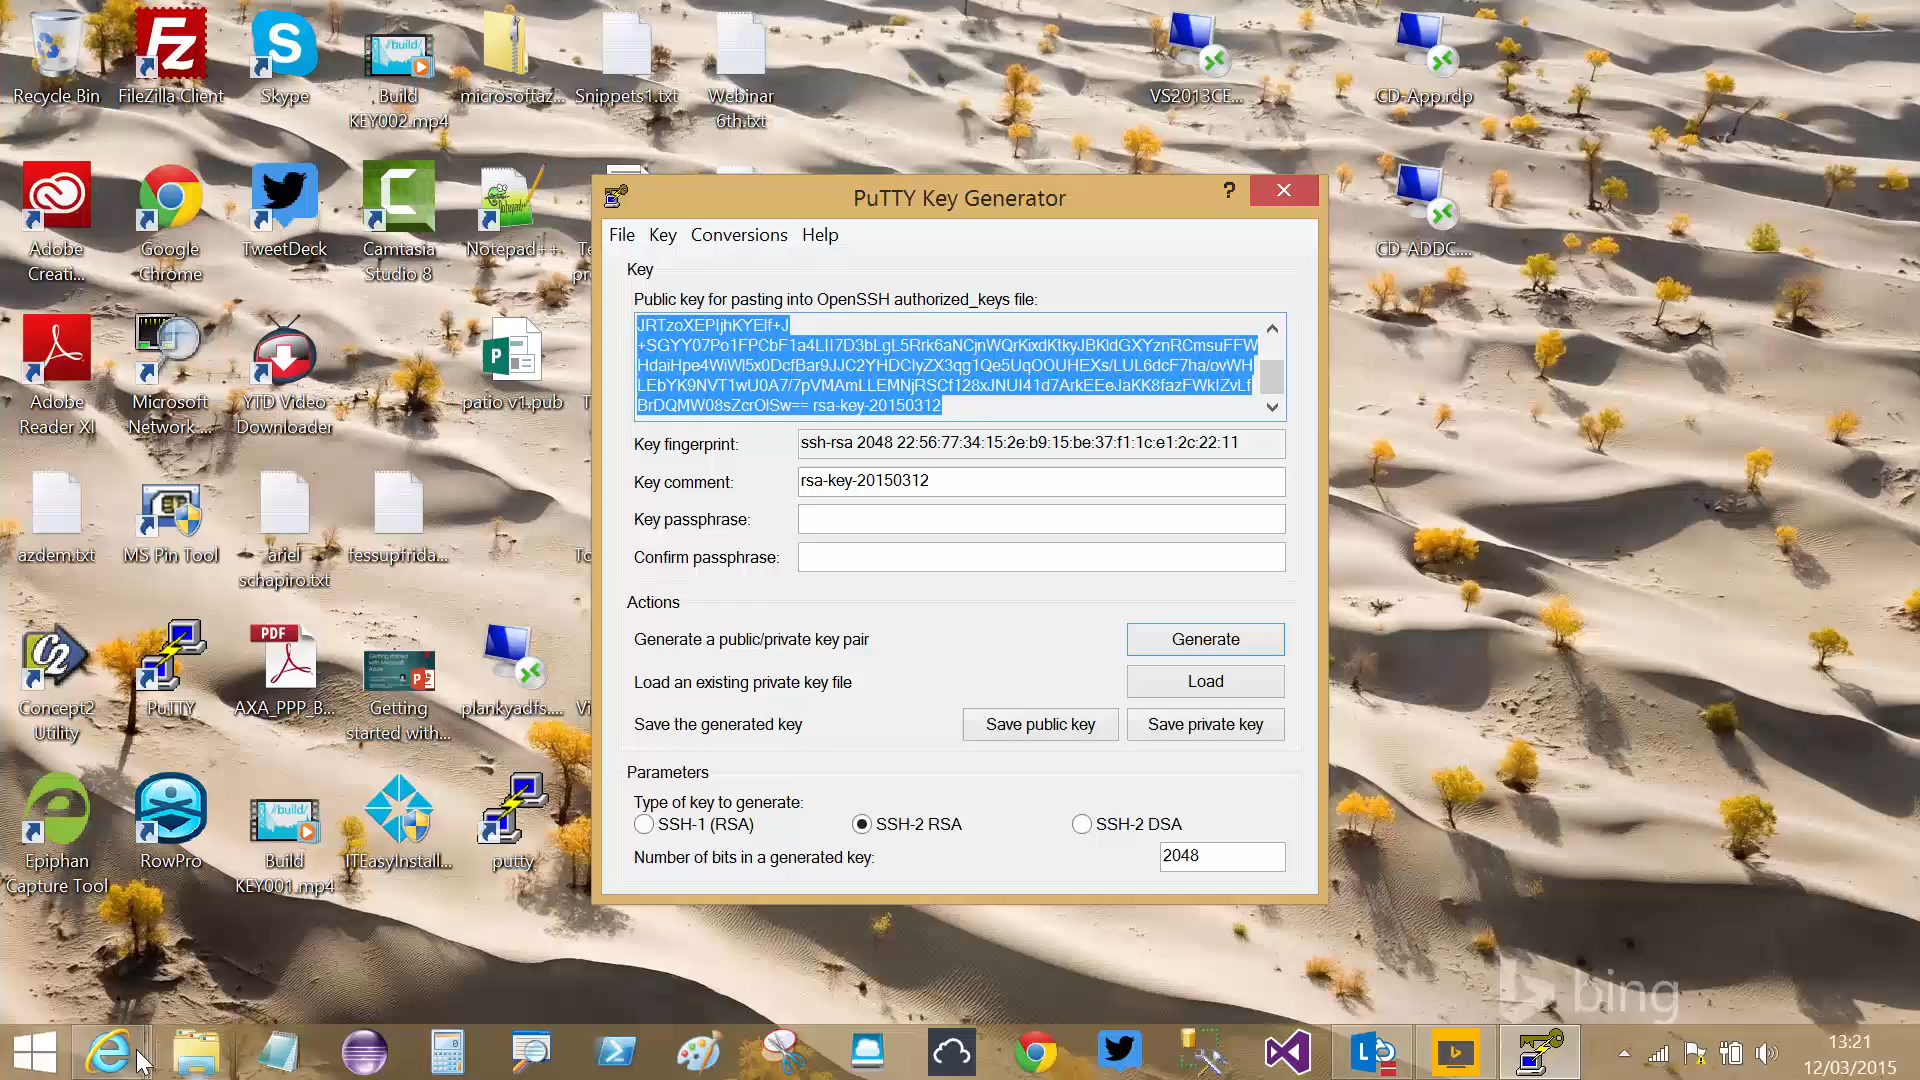 Recycle Bin
FileZilla Client
Skype
Build
KEY002.mp4
microsoftaz...
Snippets1.txt
Webinar
6th.txt
VS2013CE...
CD-App.rdp
Adobe
Creati...
Google
Chrome
TweetDeck
Camtasia
Studio 8
Notepad++
CD-ADDC....
Adobe
Reader XI
Microsoft
Network ...
YTD Video
Downloader
patio v1.pub
azdem.txt
MS Pin Tool
ariel
schapiro.txt
fessupfrida...
Concept2
Utility
PuTTY
AXA_PPP_B...
Getting
started with...
plankyadfs....
Epiphan
Capture Tool
RowPro
Build
KEY001.mp4
ITEasyInstall...
putty
PuTTY Key Generator
File Key Conversions Help
Key
Public key for pasting into OpenSSH authorized_keys file:
JRTzoXEPIjhKYElf+J
+SGYY07Po1FPCbF1a4LII7D3bLgL5Rrk6aNCjnWQrKixdKtkyJBKldGXYznRCmsuFFW
HdaiHpe4WiWl5x0DcfBar9JJC2YHDCIyZX3qg1Qe5UqOOUHEXs/LUL6dcF7ha/ovWH
LEbYK9NVT1wU0A7/7pVMAmLLEMNjRSCf128xJNUI41d7ArkEEeJaKK8fazFWkIZvLf
BrDQMW08sZcrOlSw== rsa-key-20150312
Key fingerprint: ssh-rsa 2048 22:56:77:34:15:2e:b9:15:be:37:f1:1c:e1:2c:22:11
Key comment: rsa-key-20150312
Key passphrase:
Confirm passphrase:
Actions
Generate a public/private key pair Generate
Load an existing private key file Load
Save the generated key Save public key Save private key
Parameters
Type of key to generate:
SSH-1 (RSA) SSH-2 RSA SSH-2 DSA
Number of bits in a generated key: 2048
bing
13:21
12/03/2015